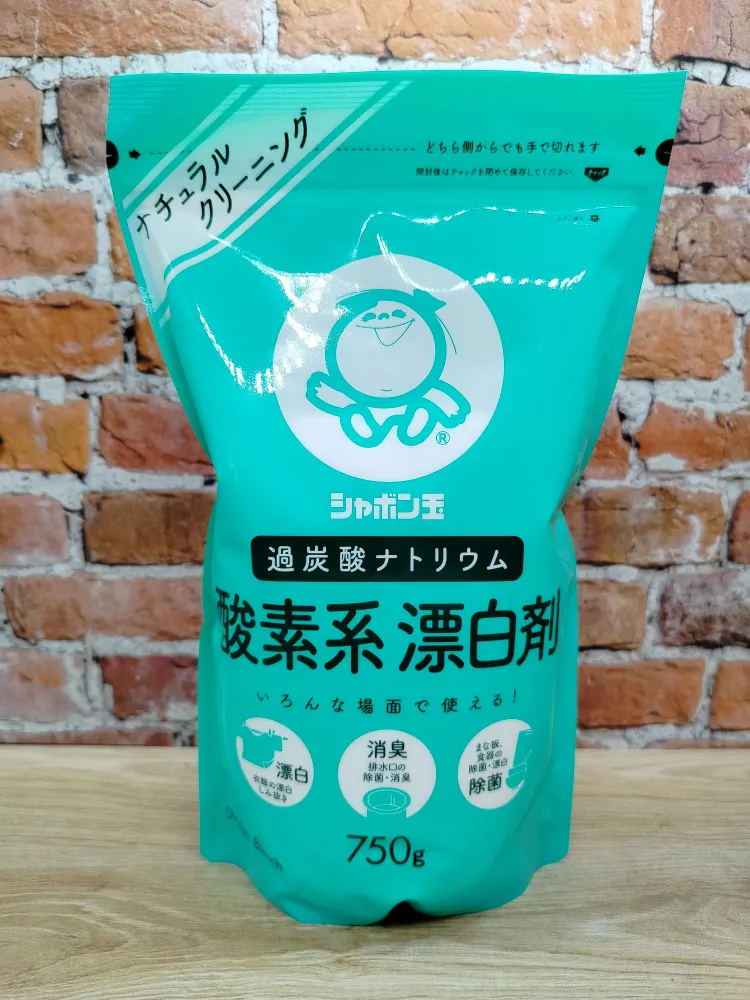 ナチュラル
クリーニング
どちら側からでも手で切れます
開封後はチャックを閉めて保存してください。
チャック
®
シャボン玉
過炭酸ナトリウム
酸素系 漂白剤
いろんな場面で使える!
漂白
衣類の漂白
しみ抜き
消臭
排水口の
除菌・消臭
まな板、
食器の
除菌・漂白
除菌
750g